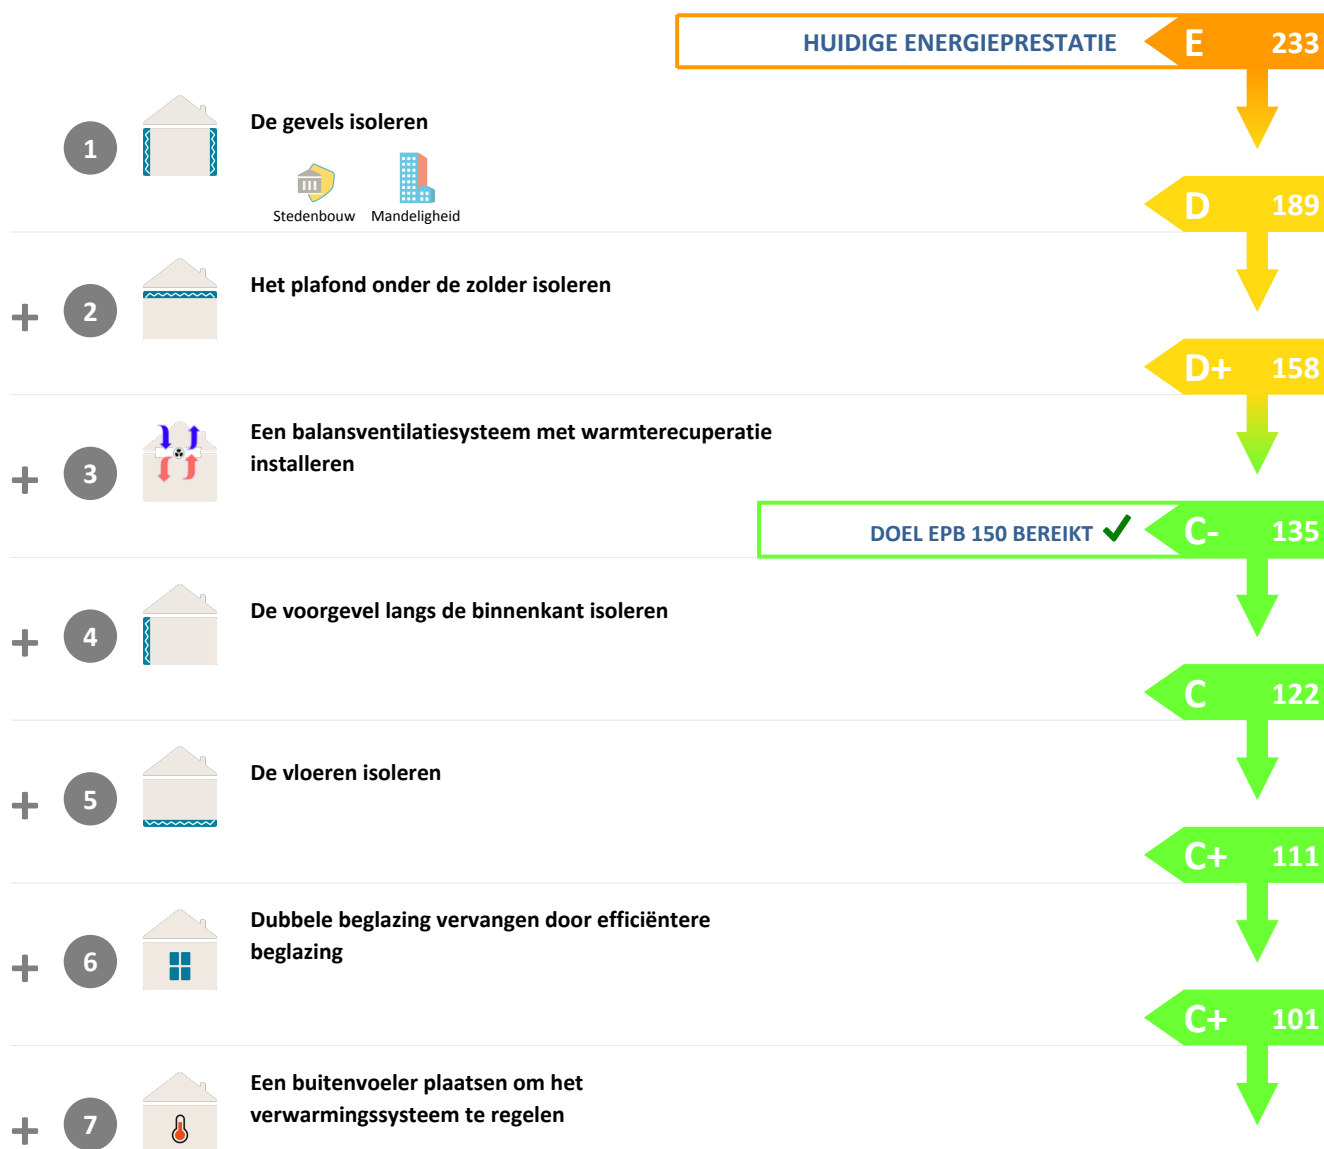 HUIDIGE ENERGIEPRESTATIE E 233
1 De gevels isoleren
Stedenbouw Mandeligheid
D 189
+ 2 Het plafond onder de zolder isoleren
D+ 158
+ 3 Een balansventilatiesysteem met warmterecuperatie
installeren
DOEL EPB 150 BEREIKT C- 135
+ 4 De voorgevel langs de binnenkant isoleren
C 122
+ 5 De vloeren isoleren
C+ 111
+ 6 Dubbele beglazing vervangen door efficiëntere
beglazing
C+ 101
+ 7 Een buitenvoeler plaatsen om het
verwarmingssysteem te regelen